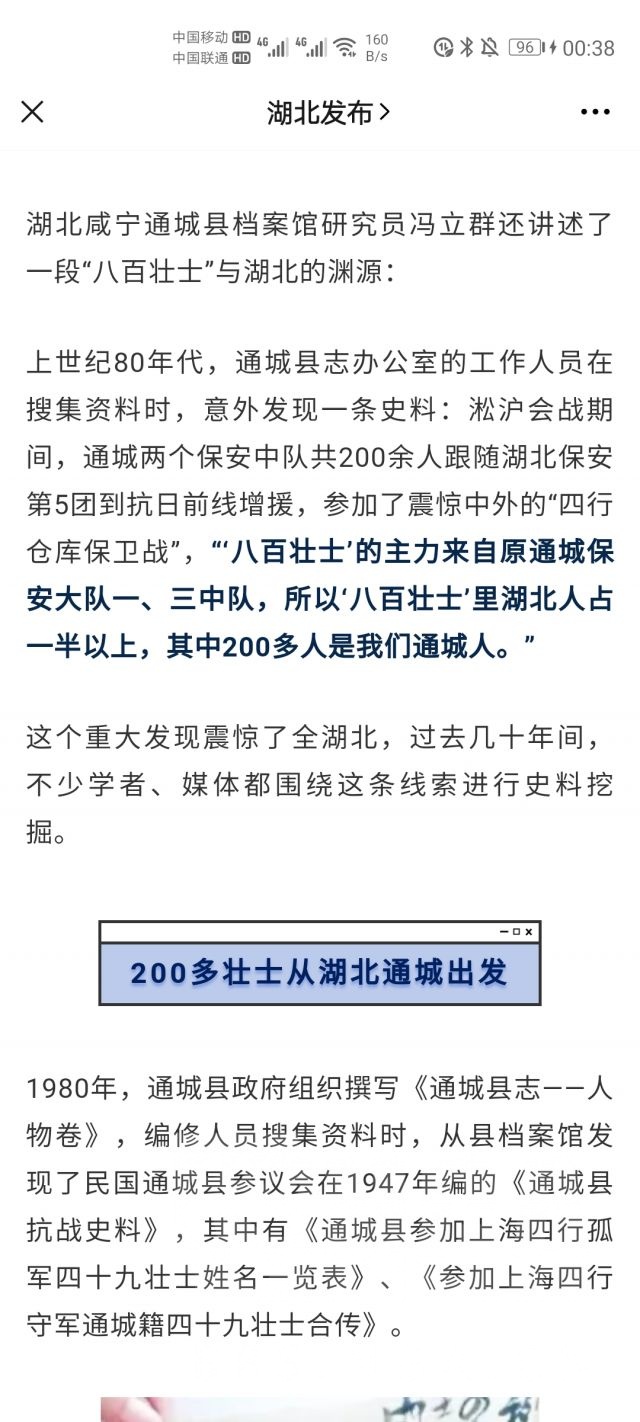 中国移动 HD 4G 4G 160 96 00:38
中国联通 HD B/s
湖北发布
湖北咸宁通城县档案馆研究员冯立群还讲述了
一段“八百壮士”与湖北的渊源：
上世纪80年代，通城县志办公室的工作人员在
搜集资料时，意外发现一条史料：淞沪会战期
间，通城两个保安中队共200余人跟随湖北保安
第5团到抗日前线增援，参加了震惊中外的“四行
仓库保卫战”，“‘八百壮士’的主力来自原通城保
安大队一、三中队，所以‘八百壮士’里湖北人占
一半以上，其中200多人是我们通城人。”
这个重大发现震惊了全湖北，过去几十年间，
不少学者、媒体都围绕这条线索进行史料挖
掘。
200多壮士从湖北通城出发
1980年，通城县政府组织撰写《通城县志——人
物卷》，编修人员搜集资料时，从县档案馆发
现了民国通城县参议会在1947年编的《通城县
抗战史料》，其中有《通城县参加上海四行孤
军四十九壮士姓名一览表》、《参加上海四行
守军通城籍四十九壮士合传》。